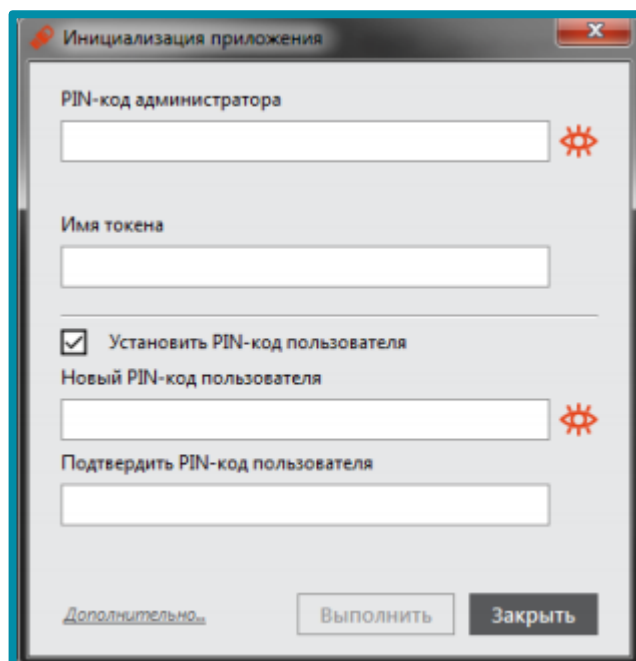 Инициализация приложения
PIN-код администратора
Имя токена
Установить PIN-код пользователя
Новый PIN-код пользователя
Подтвердить PIN-код пользователя
Дополнительно...
Выполнить
Закрыть